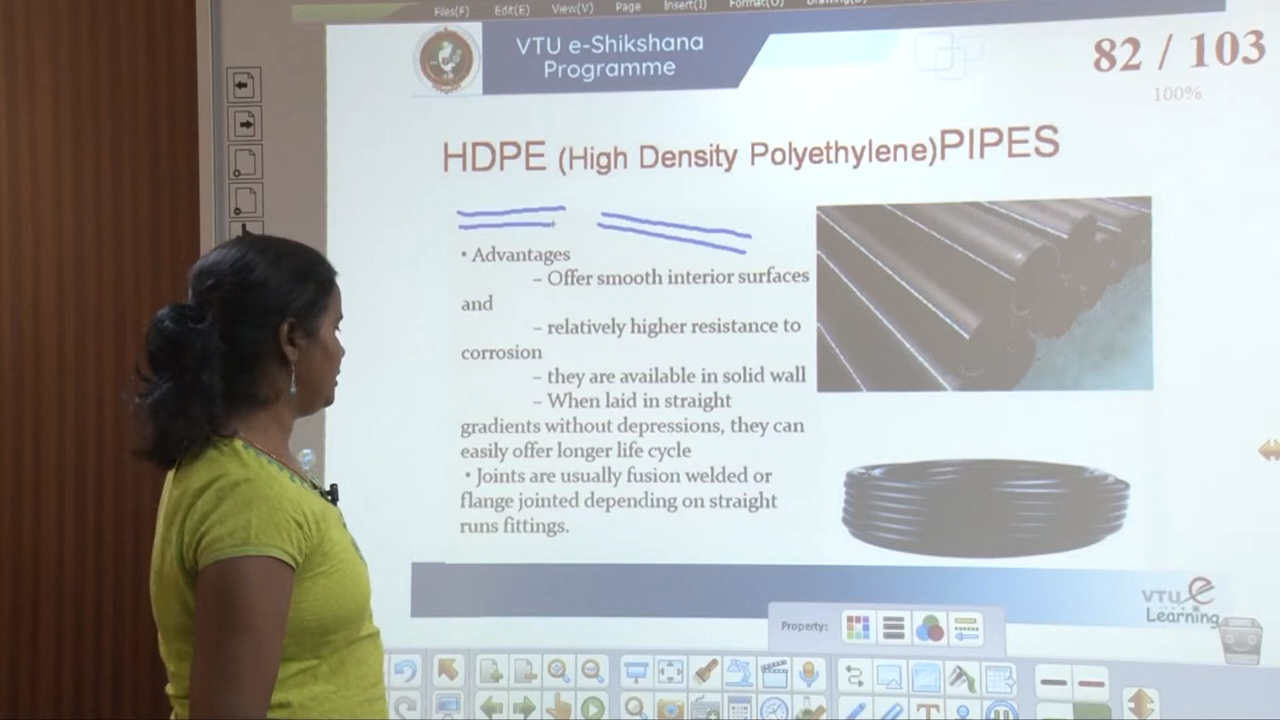 Files(F) Edit(E) View(V) Page Insert(I) Format(O) Drawing(D)
VTU e-Shikshana
Programme
82 / 103
100%
HDPE (High Density Polyethylene)PIPES
• Advantages
– Offer smooth interior surfaces
and
– relatively higher resistance to
corrosion
– they are available in solid wall
– When laid in straight
gradients without depressions, they can
easily offer longer life cycle
• Joints are usually fusion welded or
flange jointed depending on straight
runs fittings.
VTU e
Learning
Property: